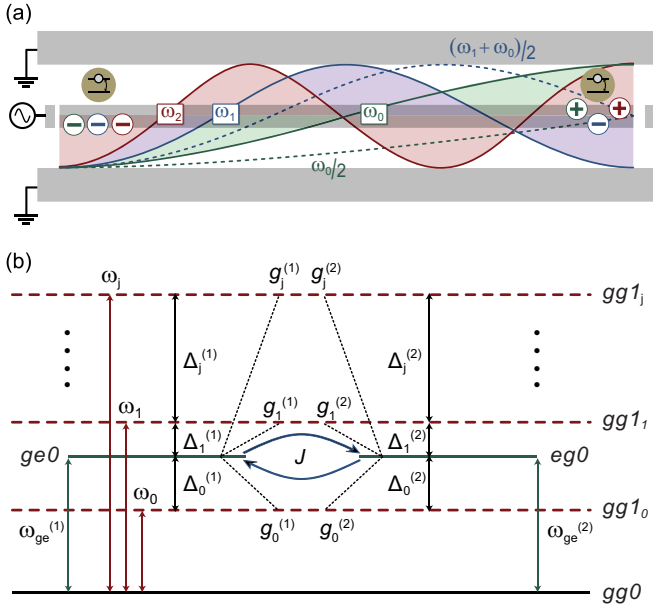 (a)
(ω₁ + ω₀)/2
− − −
ω₂ ω₁ ω₀
+ − +
ω₀/2
(b)
ωⱼ gⱼ⁽¹⁾ gⱼ⁽²⁾ gg1ⱼ
Δⱼ⁽¹⁾ Δⱼ⁽²⁾
ω₁ g₁⁽¹⁾ g₁⁽²⁾ gg1₁
Δ₁⁽¹⁾ Δ₁⁽²⁾
ge0 J eg0
ω₀ Δ₀⁽¹⁾ Δ₀⁽²⁾
gg1₀
ω_ge⁽¹⁾ g₀⁽¹⁾ g₀⁽²⁾ ω_ge⁽²⁾
gg0